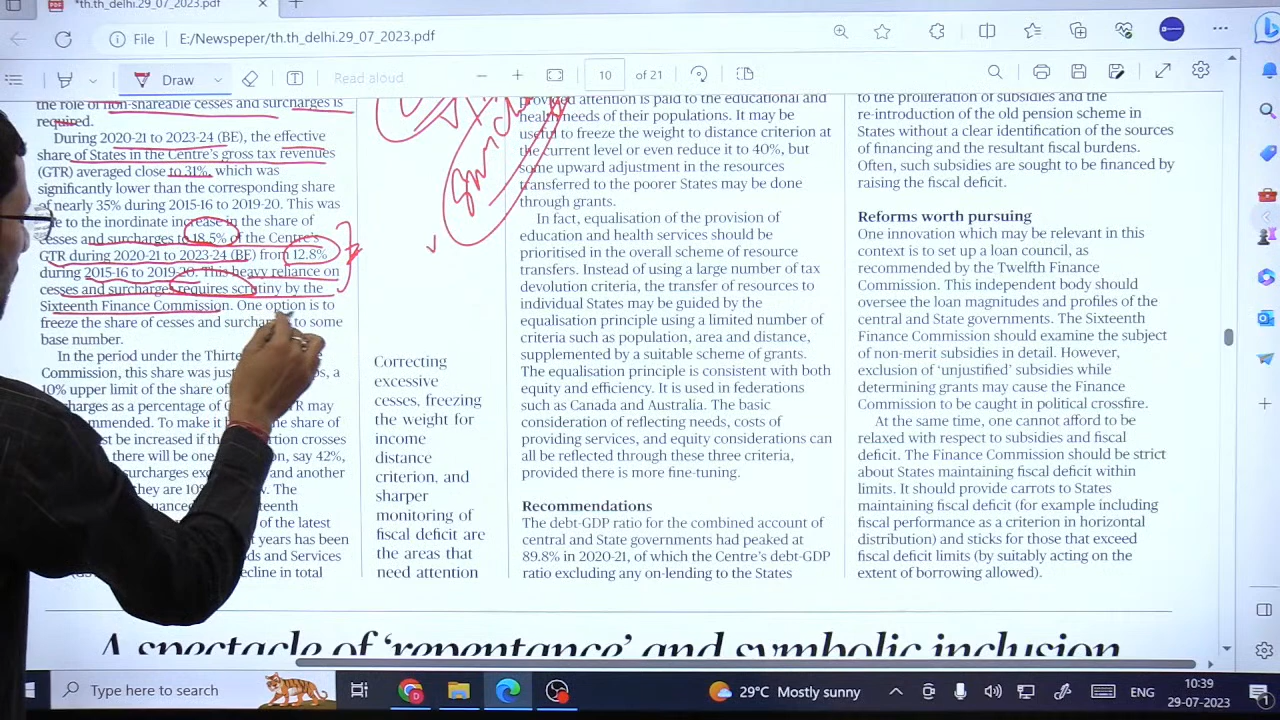 *th.th_delhi.29_07_2023.pdf
File
E:/Newspeper/th.th_delhi.29_07_2023.pdf
Draw
Read aloud
10
of 21
the role of non-shareable cesses and surcharges is
required.
During 2020-21 to 2023-24 (BE), the effective
share of States in the Centre's gross tax revenues
(GTR) averaged close to 31%, which was
significantly lower than the corresponding share
of nearly 35% during 2015-16 to 2019-20. This was
to the inordinate increase in the share of
cesses and surcharges to 18.5% of the Centre's
GTR during 2020-21 to 2023-24 (BE) from 12.8%
during 2015-16 to 2019-20. This heavy reliance on
cesses and surcharges requires scrutiny by the
Sixteenth Finance Commission. One option is to
freeze the share of cesses and to some
base number.
In the period under the
Commission, this share was a
10% upper limit of the share of
as a percentage of may
To make it share of
be increased if crosses
there will be one say 42%,
surcharges and another
they are
The
of the latest
years has been
and Services
in total
Correcting
excessive
cesses, freezing
the weight for
income
distance
criterion, and
sharper
monitoring of
fiscal deficit are
the areas that
need attention
provided attention is paid to the educational and
health needs of their populations. It may be
useful to freeze the weight to distance criterion at
the current level or even reduce it to 40%, but
some upward adjustment in the resources
transferred to the poorer States may be done
through grants.
In fact, equalisation of the provision of
education and health services should be
prioritised in the overall scheme of resource
transfers. Instead of using a large number of tax
devolution criteria, the transfer of resources to
individual States may be guided by the
equalisation principle using a limited number of
criteria such as population, area and distance,
supplemented by a suitable scheme of grants.
The equalisation principle is consistent with both
equity and efficiency. It is used in federations
such as Canada and Australia. The basic
consideration of reflecting needs, costs of
providing services, and equity considerations can
all be reflected through these three criteria,
provided there is more fine-tuning.
Recommendations
The debt-GDP ratio for the combined account of
central and State governments had peaked at
89.8% in 2020-21, of which the Centre's debt-GDP
ratio excluding any on-lending to the States
to the proliferation of subsidies and the
re-introduction of the old pension scheme in
States without a clear identification of the sources
of financing and the resultant fiscal burdens.
Often, such subsidies are sought to be financed by
raising the fiscal deficit.
Reforms worth pursuing
One innovation which may be relevant in this
context is to set up a loan council, as
recommended by the Twelfth Finance
Commission. This independent body should
oversee the loan magnitudes and profiles of the
central and State governments. The Sixteenth
Finance Commission should examine the subject
of non-merit subsidies in detail. However,
exclusion of 'unjustified' subsidies while
determining grants may cause the Finance
Commission to be caught in political crossfire.
At the same time, one cannot afford to be
relaxed with respect to subsidies and fiscal
deficit. The Finance Commission should be strict
about States maintaining fiscal deficit within
limits. It should provide carrots to States
maintaining fiscal deficit (for example including
fiscal performance as a criterion in horizontal
distribution) and sticks for those that exceed
fiscal deficit limits (by suitably acting on the
extent of borrowing allowed).
A spectacle of 'repentance' and symbolic inclusion
Type here to search
29°C Mostly sunny
ENG
10:39
29-07-2023